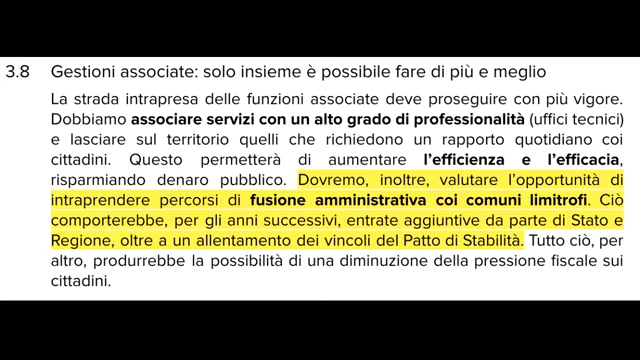 3.8 Gestioni associate: solo insieme è possibile fare di più e meglio
La strada intrapresa delle funzioni associate deve proseguire con più vigore.
Dobbiamo associare servizi con un alto grado di professionalità (uffici tecnici)
e lasciare sul territorio quelli che richiedono un rapporto quotidiano coi
cittadini. Questo permetterà di aumentare l'efficienza e l'efficacia,
risparmiando denaro pubblico. Dovremo, inoltre, valutare l'opportunità di
intraprendere percorsi di fusione amministrativa coi comuni limitrofi. Ciò
comporterebbe, per gli anni successivi, entrate aggiuntive da parte di Stato e
Regione, oltre a un allentamento dei vincoli del Patto di Stabilità. Tutto ciò, per
altro, produrrebbe la possibilità di una diminuzione della pressione fiscale sui
cittadini.